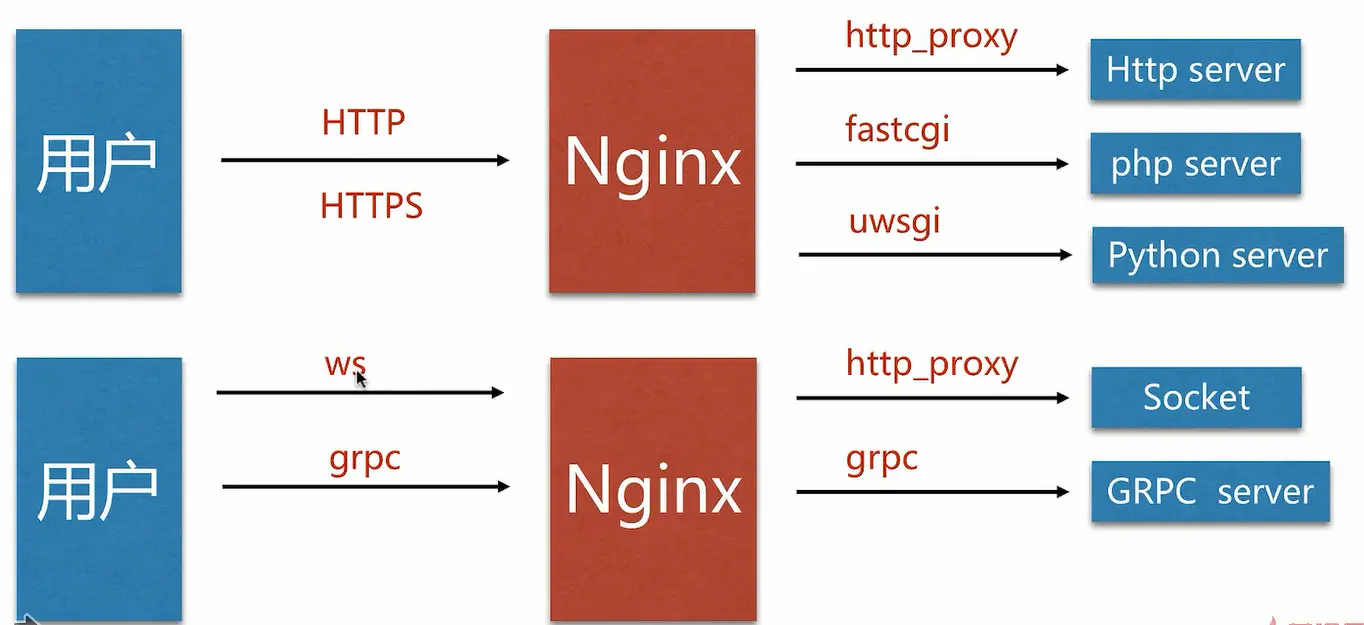 用户
HTTP
HTTPS
Nginx
http_proxy
Http server
fastcgi
php server
uwsgi
Python server
用户
ws
grpc
Nginx
http_proxy
Socket
grpc
GRPC server